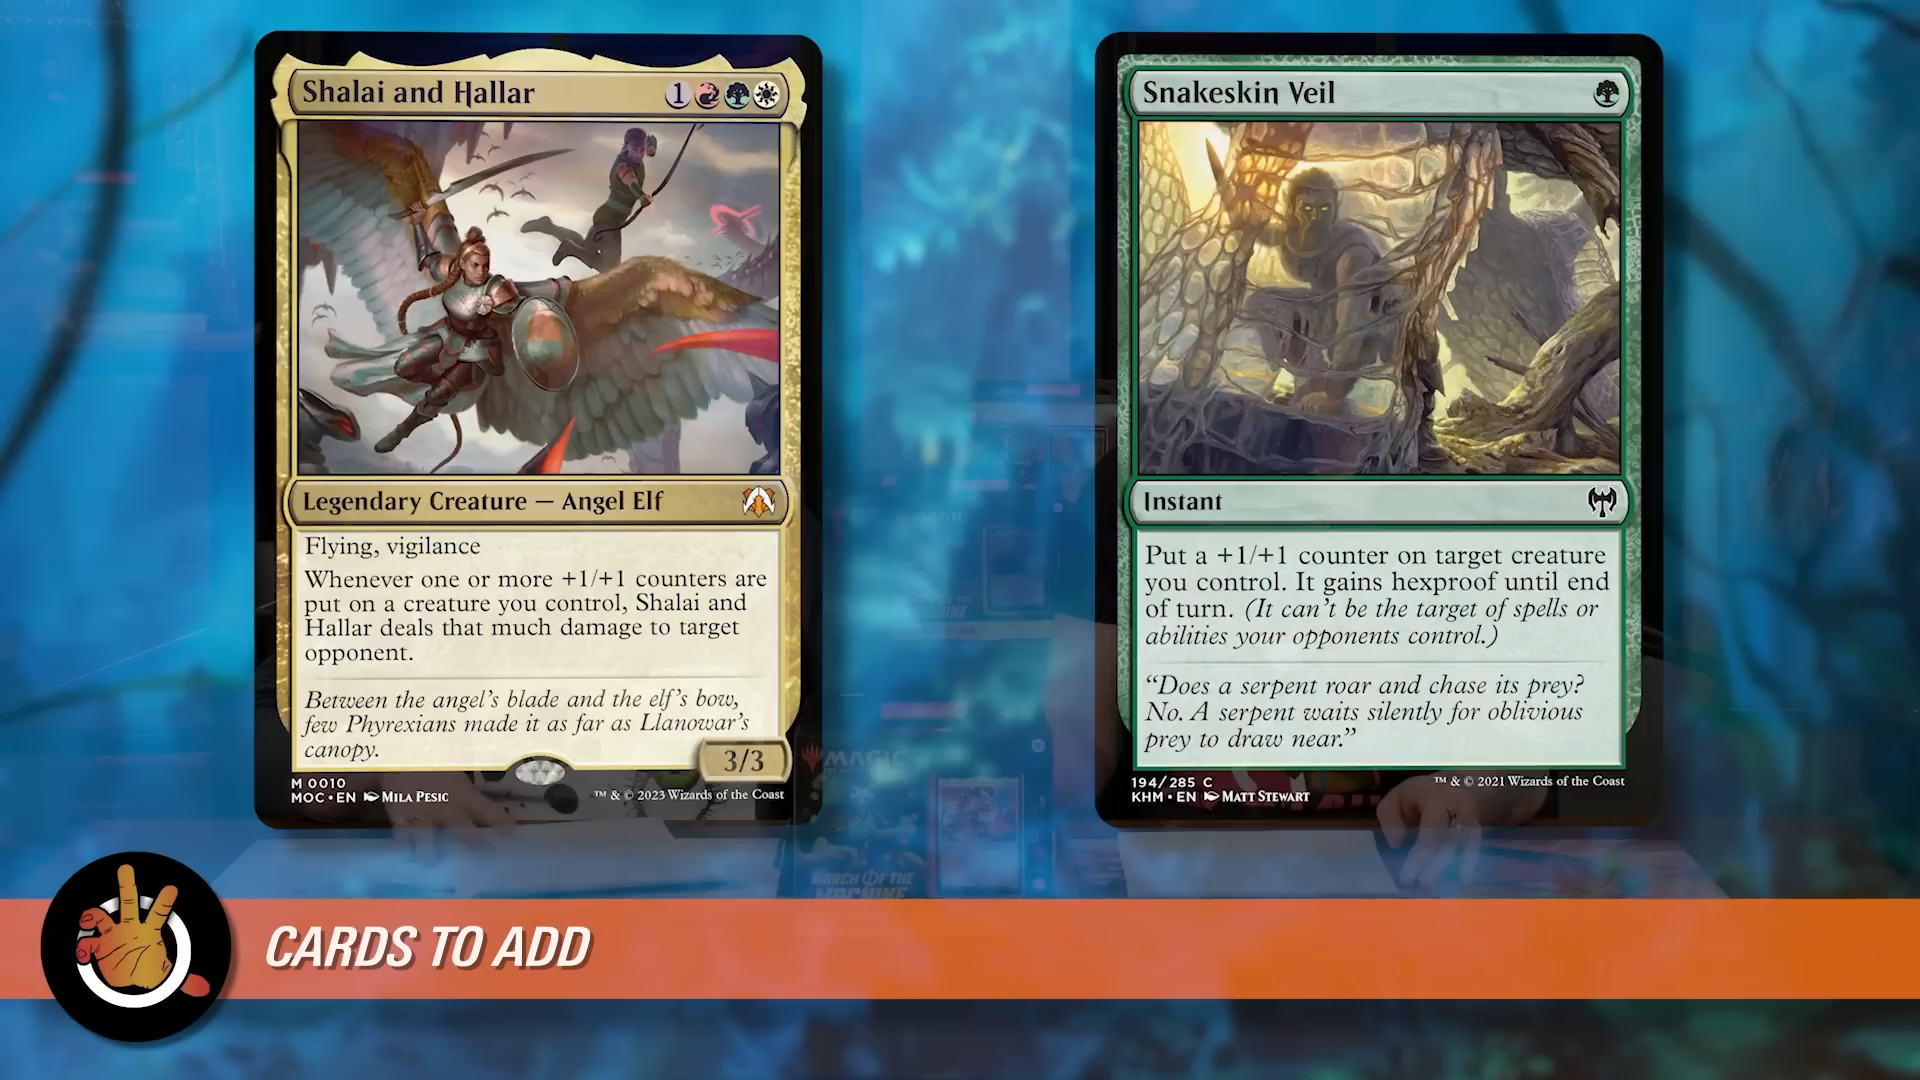 Shalai and Hallar
1
Legendary Creature — Angel Elf
Flying, vigilance
Whenever one or more +1/+1 counters are
put on a creature you control, Shalai and
Hallar deals that much damage to target
opponent.
Between the angel's blade and the elf's bow,
few Phyrexians made it as far as Llanowar's
canopy.
3/3
M 0010
MOC • EN Mila Pesic
™ & © 2023 Wizards of the Coast
Snakeskin Veil
Instant
Put a +1/+1 counter on target creature
you control. It gains hexproof until end
of turn. (It can't be the target of spells or
abilities your opponents control.)
"Does a serpent roar and chase its prey?
No. A serpent waits silently for oblivious
prey to draw near."
194/285 C
KHM • EN Matt Stewart
™ & © 2021 Wizards of the Coast
MAGIC
MARCH OF THE
MACHINE
CARDS TO ADD